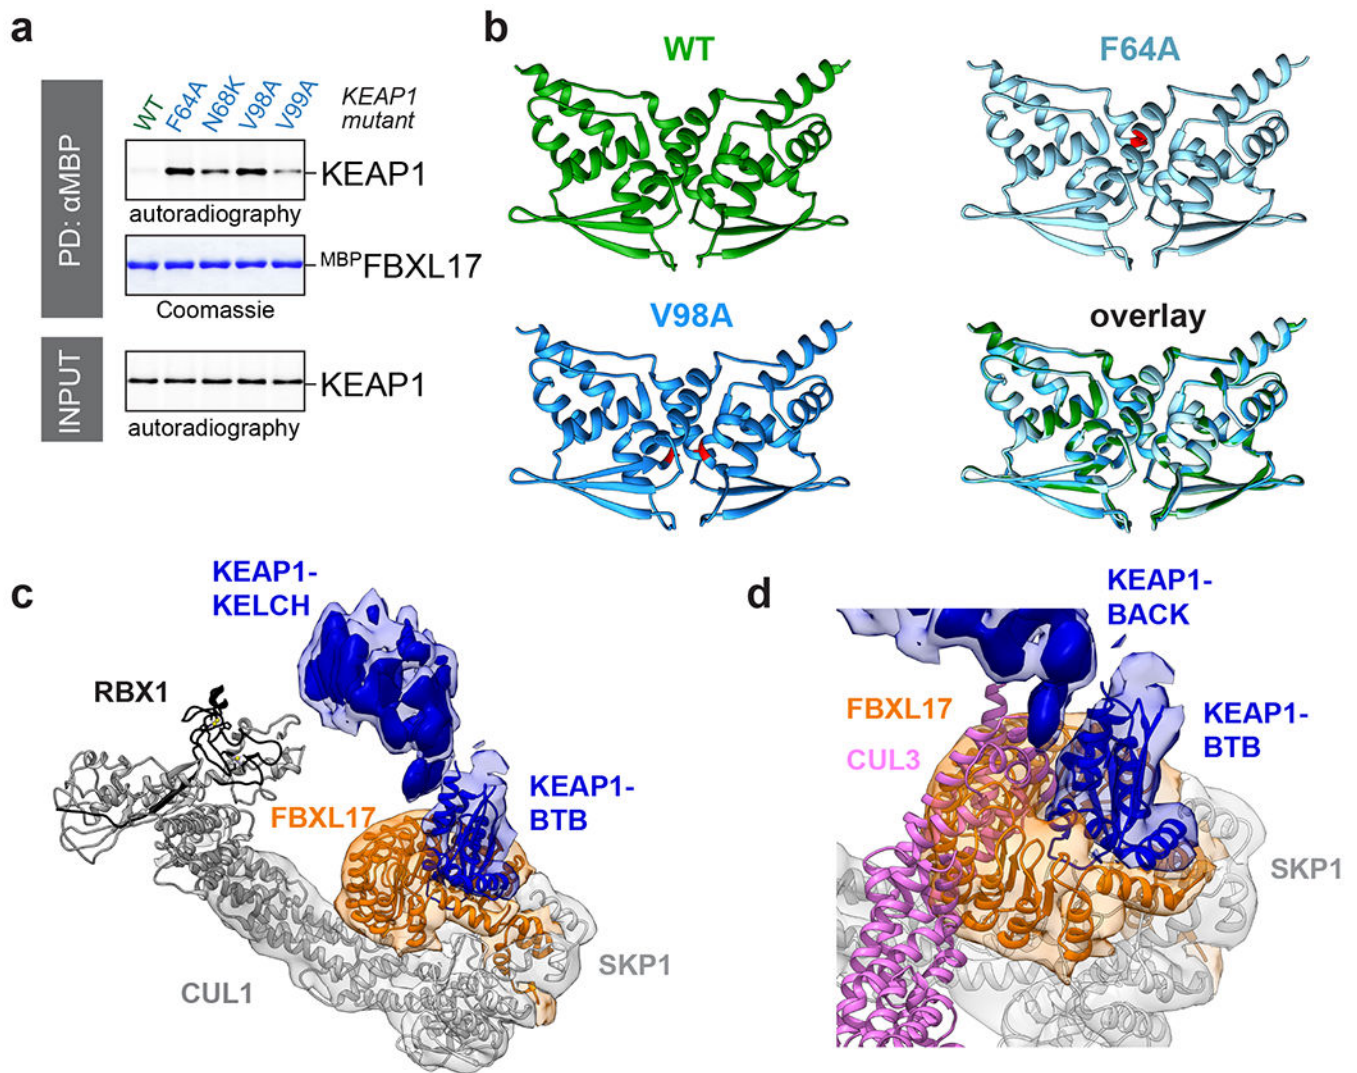 a
PD: αMBP
WT
F64A
N68K
V98A
V99A
KEAP1
mutant
KEAP1
autoradiography
MBPFBXL17
Coomassie
INPUT
KEAP1
autoradiography
b
WT
F64A
V98A
overlay
c
KEAP1-
KELCH
RBX1
FBXL17
KEAP1-
BTB
CUL1
SKP1
d
KEAP1-
BACK
FBXL17
CUL3
KEAP1-
BTB
SKP1